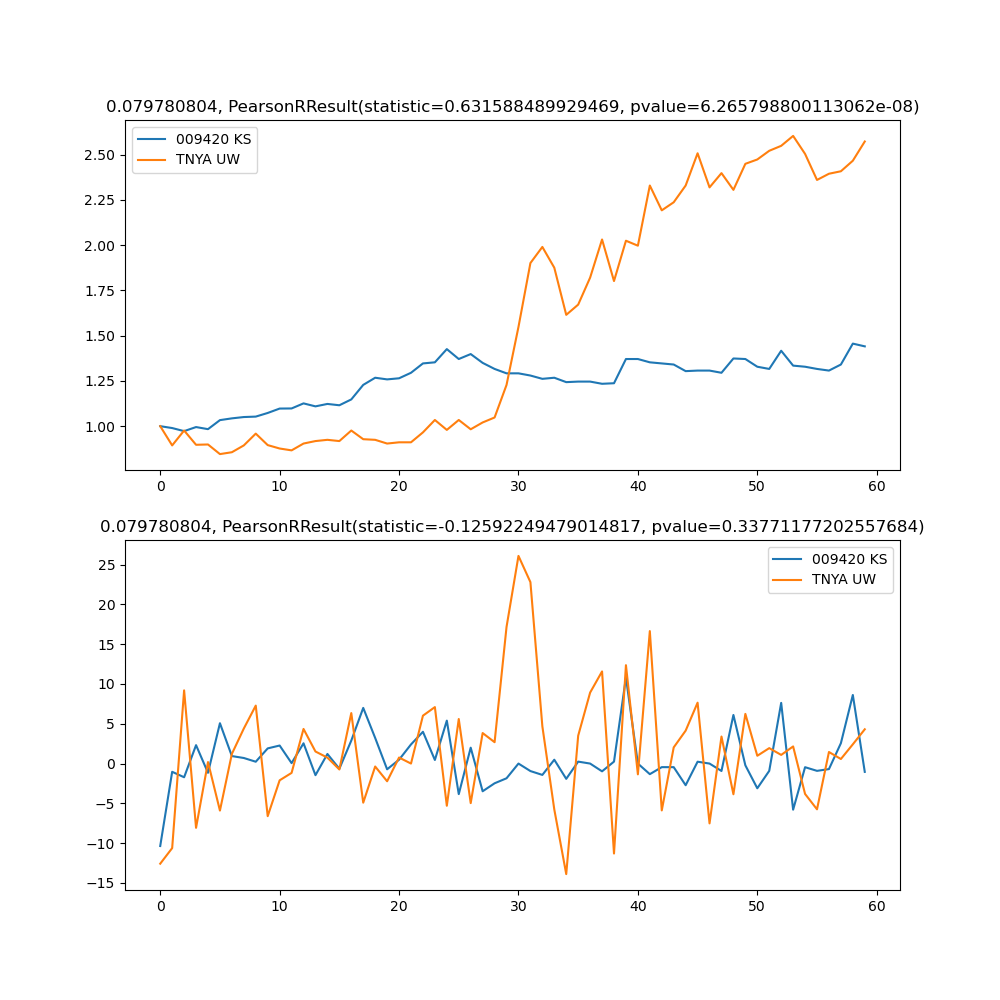 0.079780804, PearsonRResult(statistic=0.631588489929469, pvalue=6.265798800113062e-08)
009420 KS
TNYA UW
2.50
2.25
2.00
1.75
1.50
1.25
1.00
0 10 20 30 40 50 60
0.079780804, PearsonRResult(statistic=-0.12592249479014817, pvalue=0.33771177202557684)
009420 KS
TNYA UW
25
20
15
10
5
0
−5
−10
−15
0 10 20 30 40 50 60